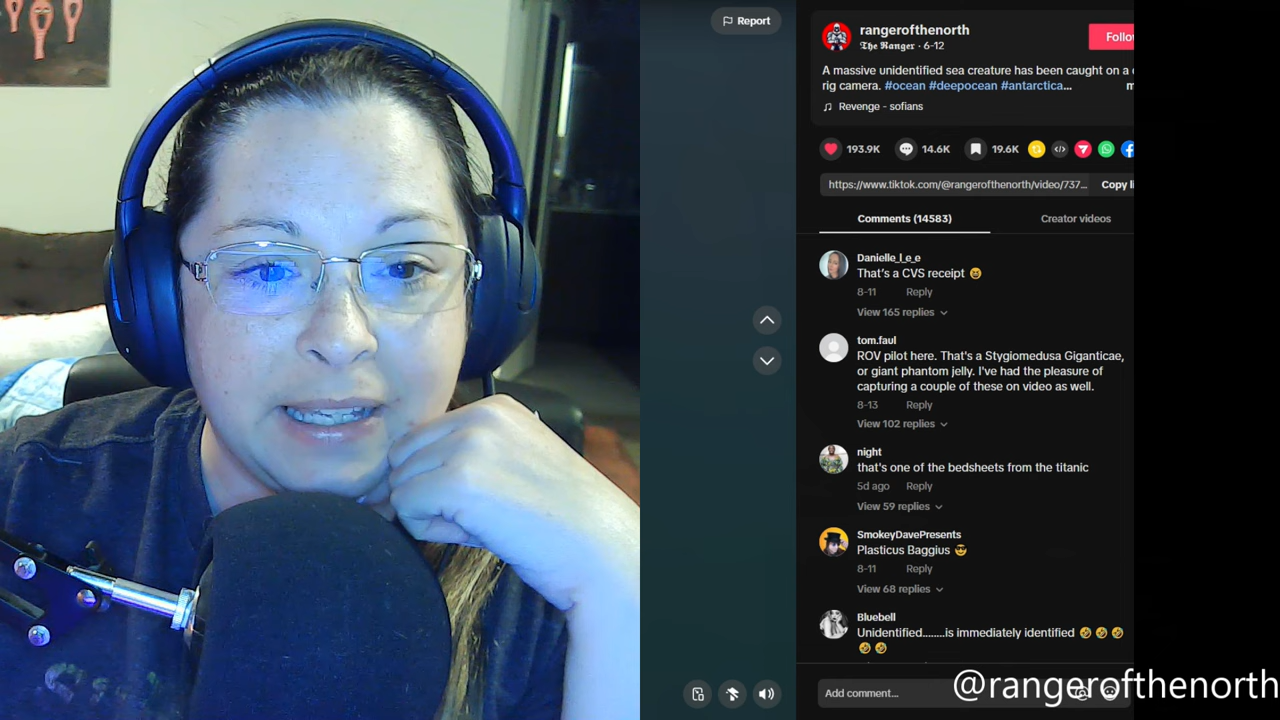 Report
rangerofthenorth
The Ranger · 6-12
Follow
A massive unidentified sea creature has been caught on a
rig camera. #ocean #deepocean #antarctica...
Revenge - sofians
193.9K
14.6K
19.6K
https://www.tiktok.com/@rangerofthenorth/video/737...
Copy li
Comments (14583)
Creator videos
Danielle_l_e_e
That's a CVS receipt 😆
8-11 Reply
View 165 replies
tom.faul
ROV pilot here. That's a Stygiomedusa Giganticae,
or giant phantom jelly. I've had the pleasure of
capturing a couple of these on video as well.
8-13 Reply
View 102 replies
night
that's one of the bedsheets from the titanic
5d ago Reply
View 59 replies
SmokeyDavePresents
Plasticus Baggius 😎
8-11 Reply
View 68 replies
Bluebell
Unidentified........is immediately identified 🤣 🤣 🤣
🤣 🤣
Add comment...
@rangerofthenorth